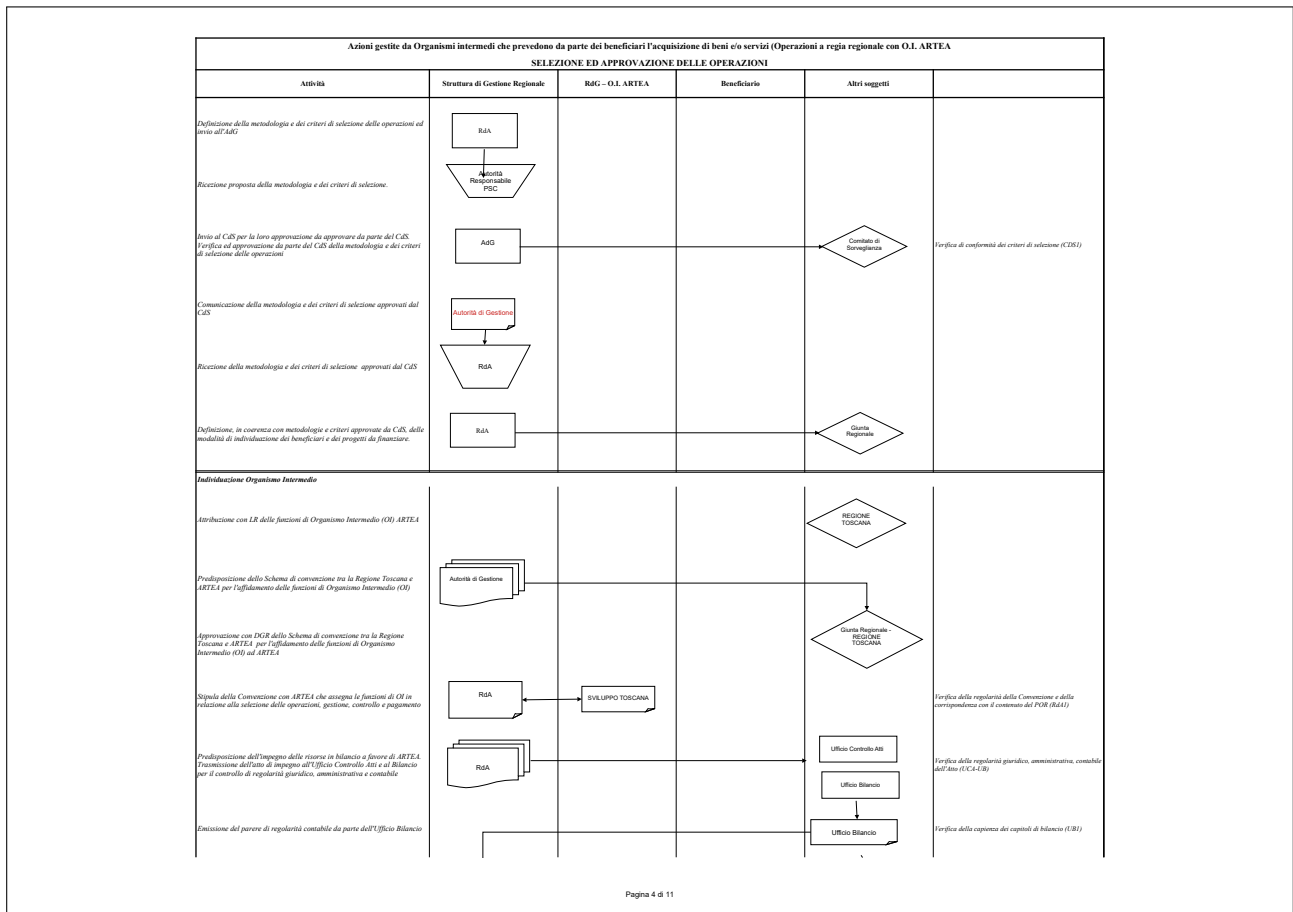 Azioni gestite da Organismi intermedi che prevedono da parte dei beneficiari l'acquisizione di beni e/o servizi (Operazioni a regia regionale con O.I. ARTEA
SELEZIONE ED APPROVAZIONE DELLE OPERAZIONI
Attività
Struttura di Gestione Regionale
RdG – O.I. ARTEA
Beneficiario
Altri soggetti
Definizione della metodologia e dei criteri di selezione delle operazioni ed
invio all'AdG
RdA
Ricezione proposta della metodologia e dei criteri di selezione.
Autorità
Responsabile
PSC
Invio al CdS per la loro approvazione da approvare da parte del CdS.
Verifica ed approvazione da parte del CdS della metodologia e dei criteri
di selezione delle operazioni
AdG
Comitato di
Sorveglianza
Verifica di conformità dei criteri di selezione (CDS1)
Comunicazione della metodologia e dei criteri di selezione approvati dal
CdS
Autorità di Gestione
Ricezione della metodologia e dei criteri di selezione approvati dal CdS
RdA
Definizione, in coerenza con metodologie e criteri approvate da CdS, delle
modalità di individuazione dei beneficiari e dei progetti da finanziare.
RdA
Giunta
Regionale
Individuazione Organismo Intermedio
Attribuzione con LR delle funzioni di Organismo Intermedio (OI) ARTEA
REGIONE
TOSCANA
Predisposizione dello Schema di convenzione tra la Regione Toscana e
ARTEA per l'affidamento delle funzioni di Organismo Intermedio (OI)
Autorità di Gestione
Approvazione con DGR dello Schema di convenzione tra la Regione
Toscana e ARTEA per l'affidamento delle funzioni di Organismo
Intermedio (OI) ad ARTEA
Giunta Regionale -
REGIONE
TOSCANA
Stipula della Convenzione con ARTEA che assegna le funzioni di OI in
relazione alla selezione delle operazioni, gestione, controllo e pagamento
RdA
SVILUPPO TOSCANA
Verifica della regolarità della Convenzione e della
corrispondenza con il contenuto del POR (RdA1)
Predisposizione dell'impegno delle risorse in bilancio a favore di ARTEA.
Trasmissione dell'atto di impegno all'Ufficio Controllo Atti e al Bilancio
per il controllo di regolarità giuridico, amministrativa e contabile
RdA
Ufficio Controllo Atti
Ufficio Bilancio
Verifica della regolarità giuridico, amministrativa, contabile
dell'Atto (UCA-UB)
Emissione del parere di regolarità contabile da parte dell'Ufficio Bilancio
Ufficio Bilancio
Verifica della capienza dei capitoli di bilancio (UB1)
Pagina 4 di 11